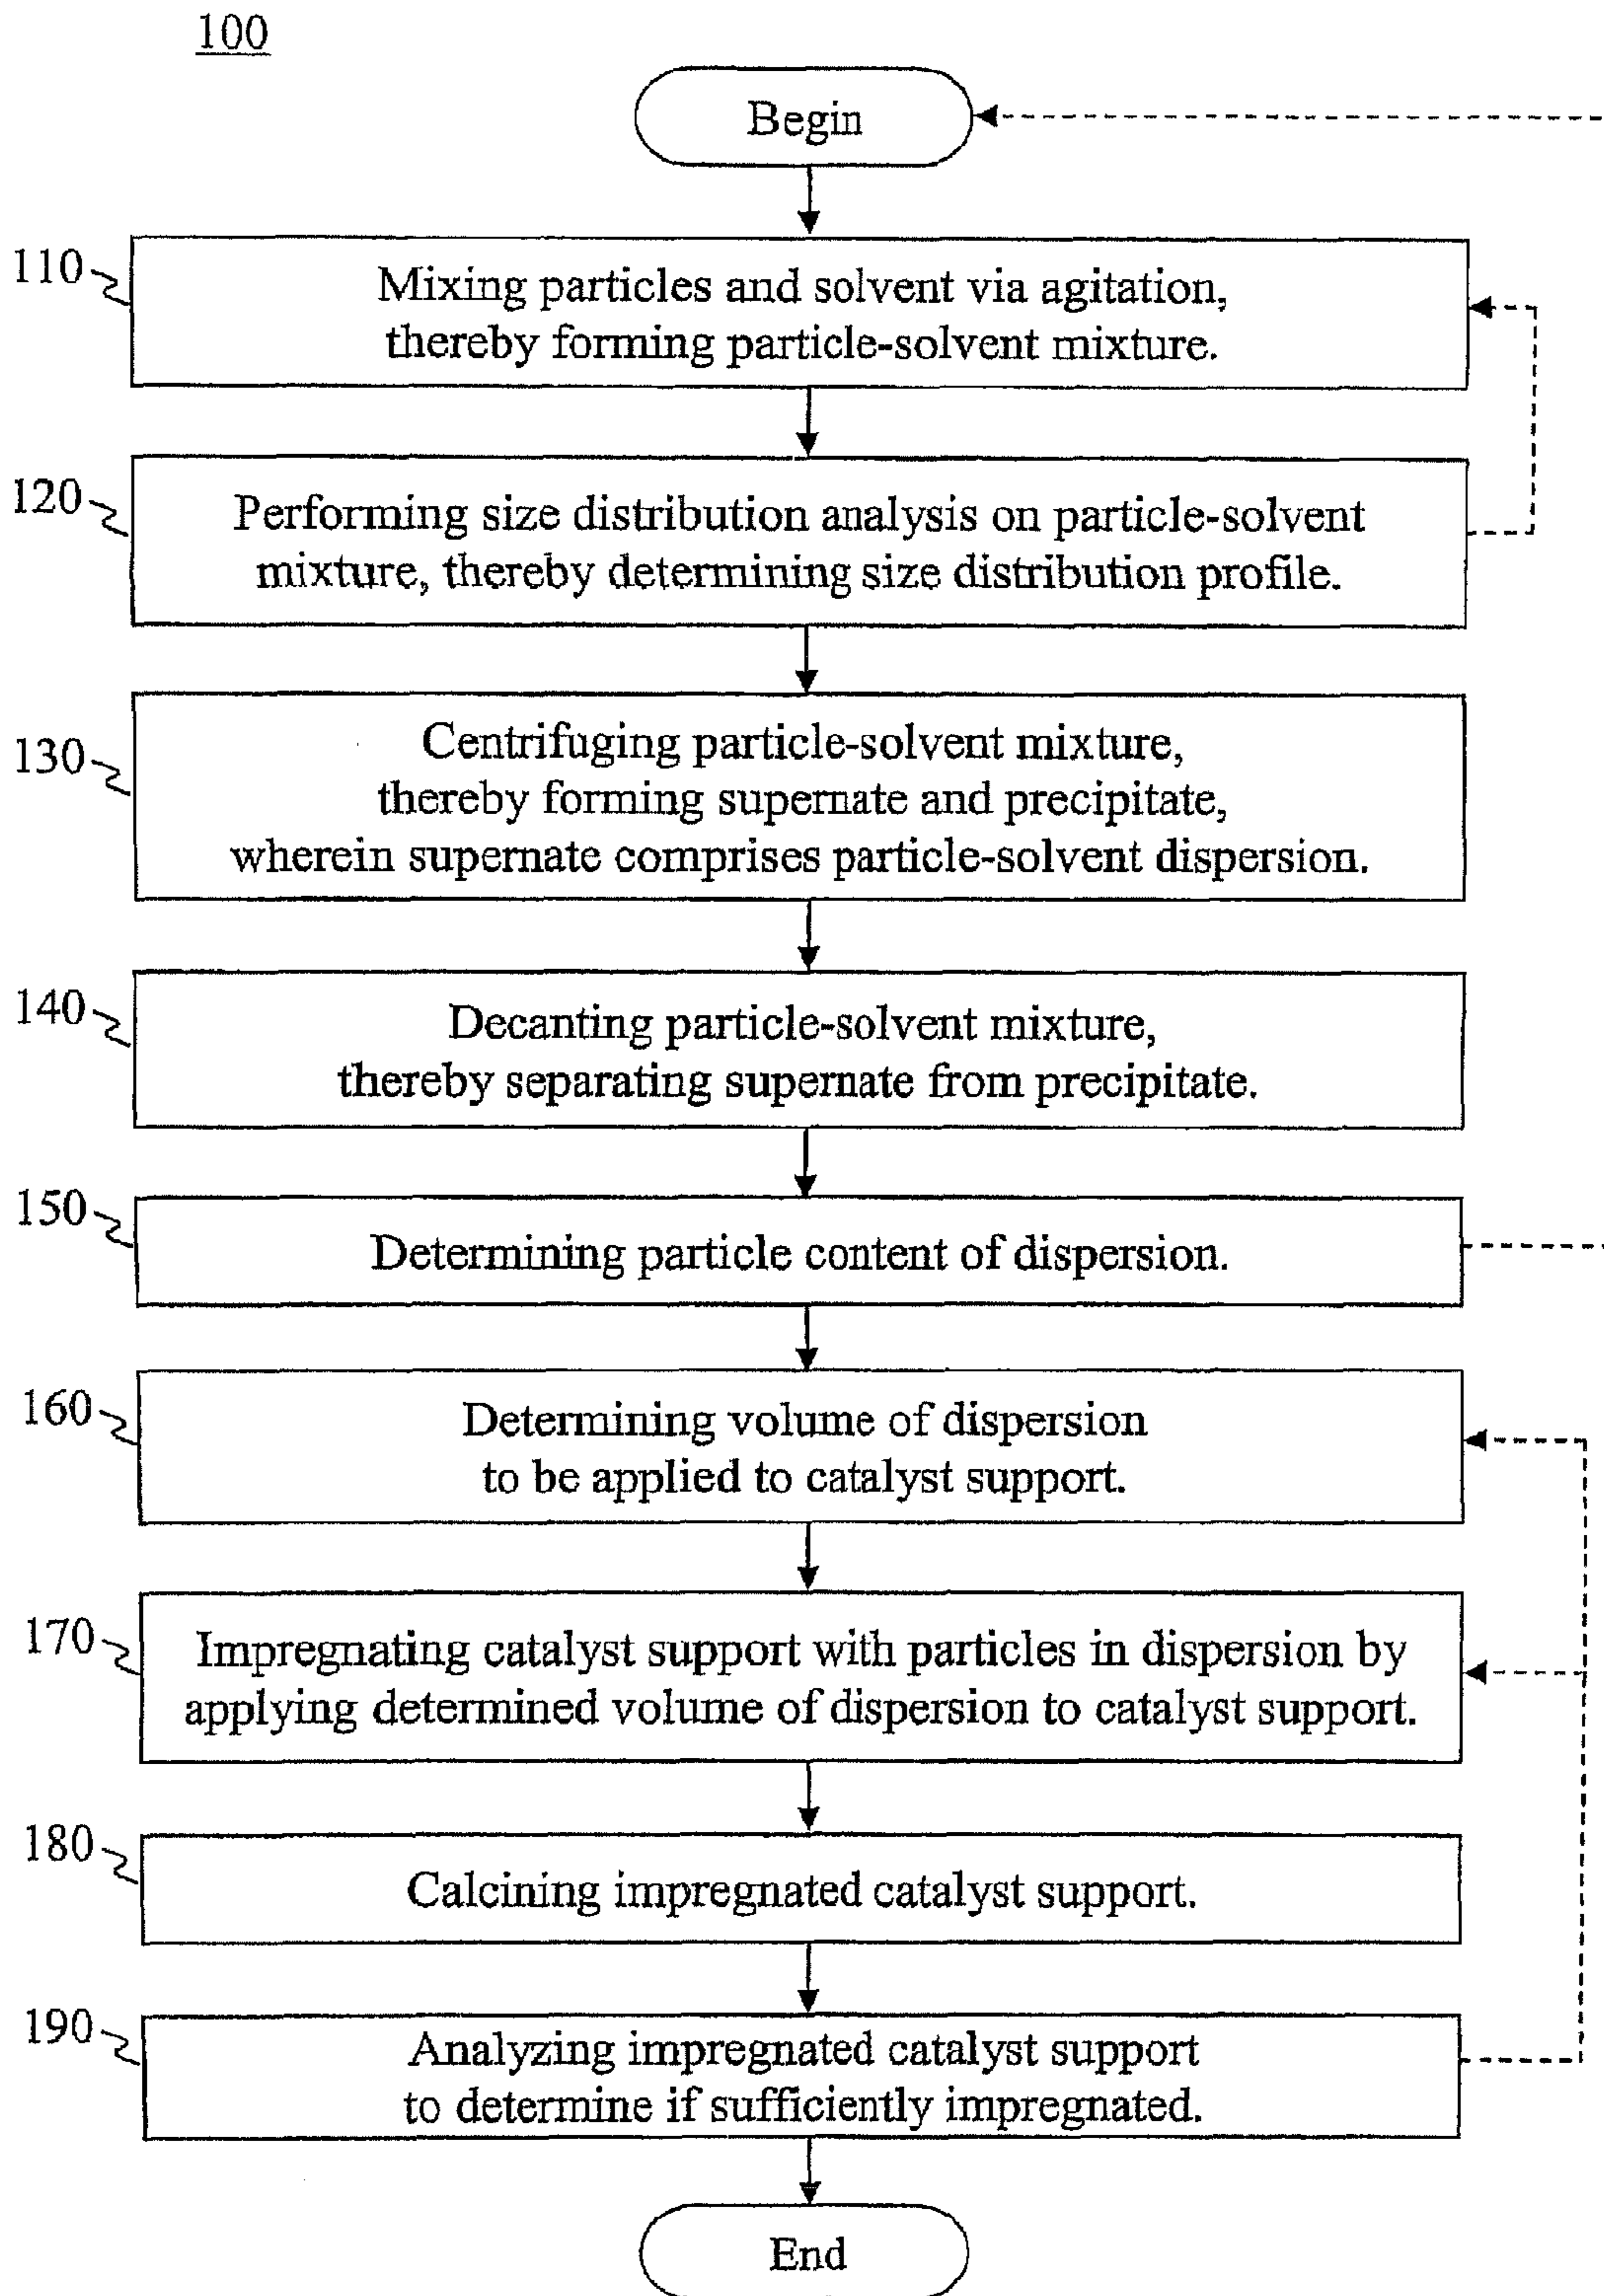 100
Begin
110
Mixing particles and solvent via agitation,
thereby forming particle-solvent mixture.
120
Performing size distribution analysis on particle-solvent
mixture, thereby determining size distribution profile.
130
Centrifuging particle-solvent mixture,
thereby forming supernate and precipitate,
wherein supernate comprises particle-solvent dispersion.
140
Decanting particle-solvent mixture,
thereby separating supernate from precipitate.
150
Determining particle content of dispersion.
160
Determining volume of dispersion
to be applied to catalyst support.
170
Impregnating catalyst support with particles in dispersion by
applying determined volume of dispersion to catalyst support.
180
Calcining impregnated catalyst support.
190
Analyzing impregnated catalyst support
to determine if sufficiently impregnated.
End